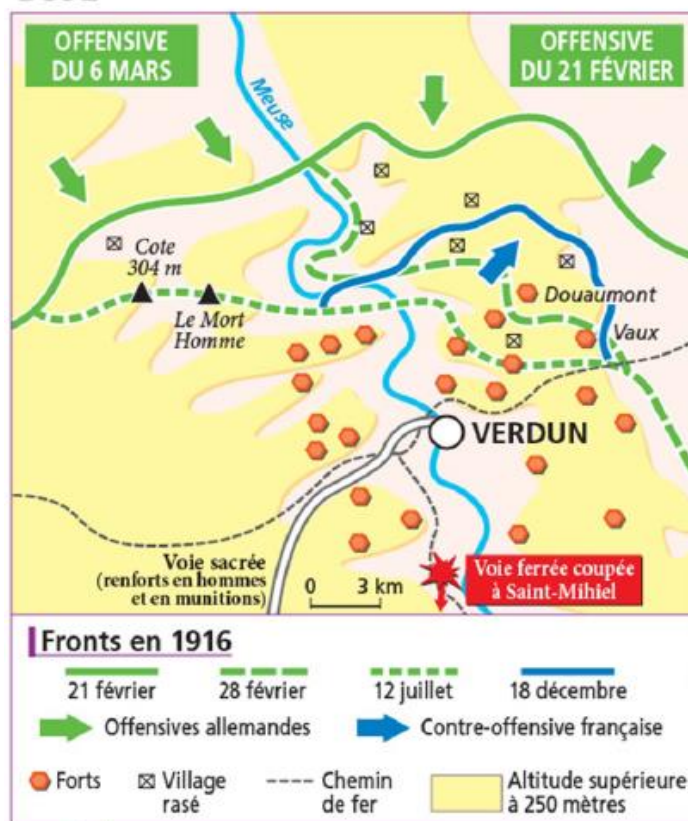 OFFENSIVE
DU 6 MARS
OFFENSIVE
DU 21 FÉVRIER
Meuse
Cote
304 m
Le Mort
Homme
Douaumont
Vaux
VERDUN
Voie sacrée
(renforts en hommes
et en munitions)
0 3 km
Voie ferrée coupée
à Saint-Mihiel
Fronts en 1916
21 février
28 février
12 juillet
18 décembre
Offensives allemandes
Contre-offensive française
Forts
Village
rasé
Chemin
de fer
Altitude supérieure
à 250 mètres